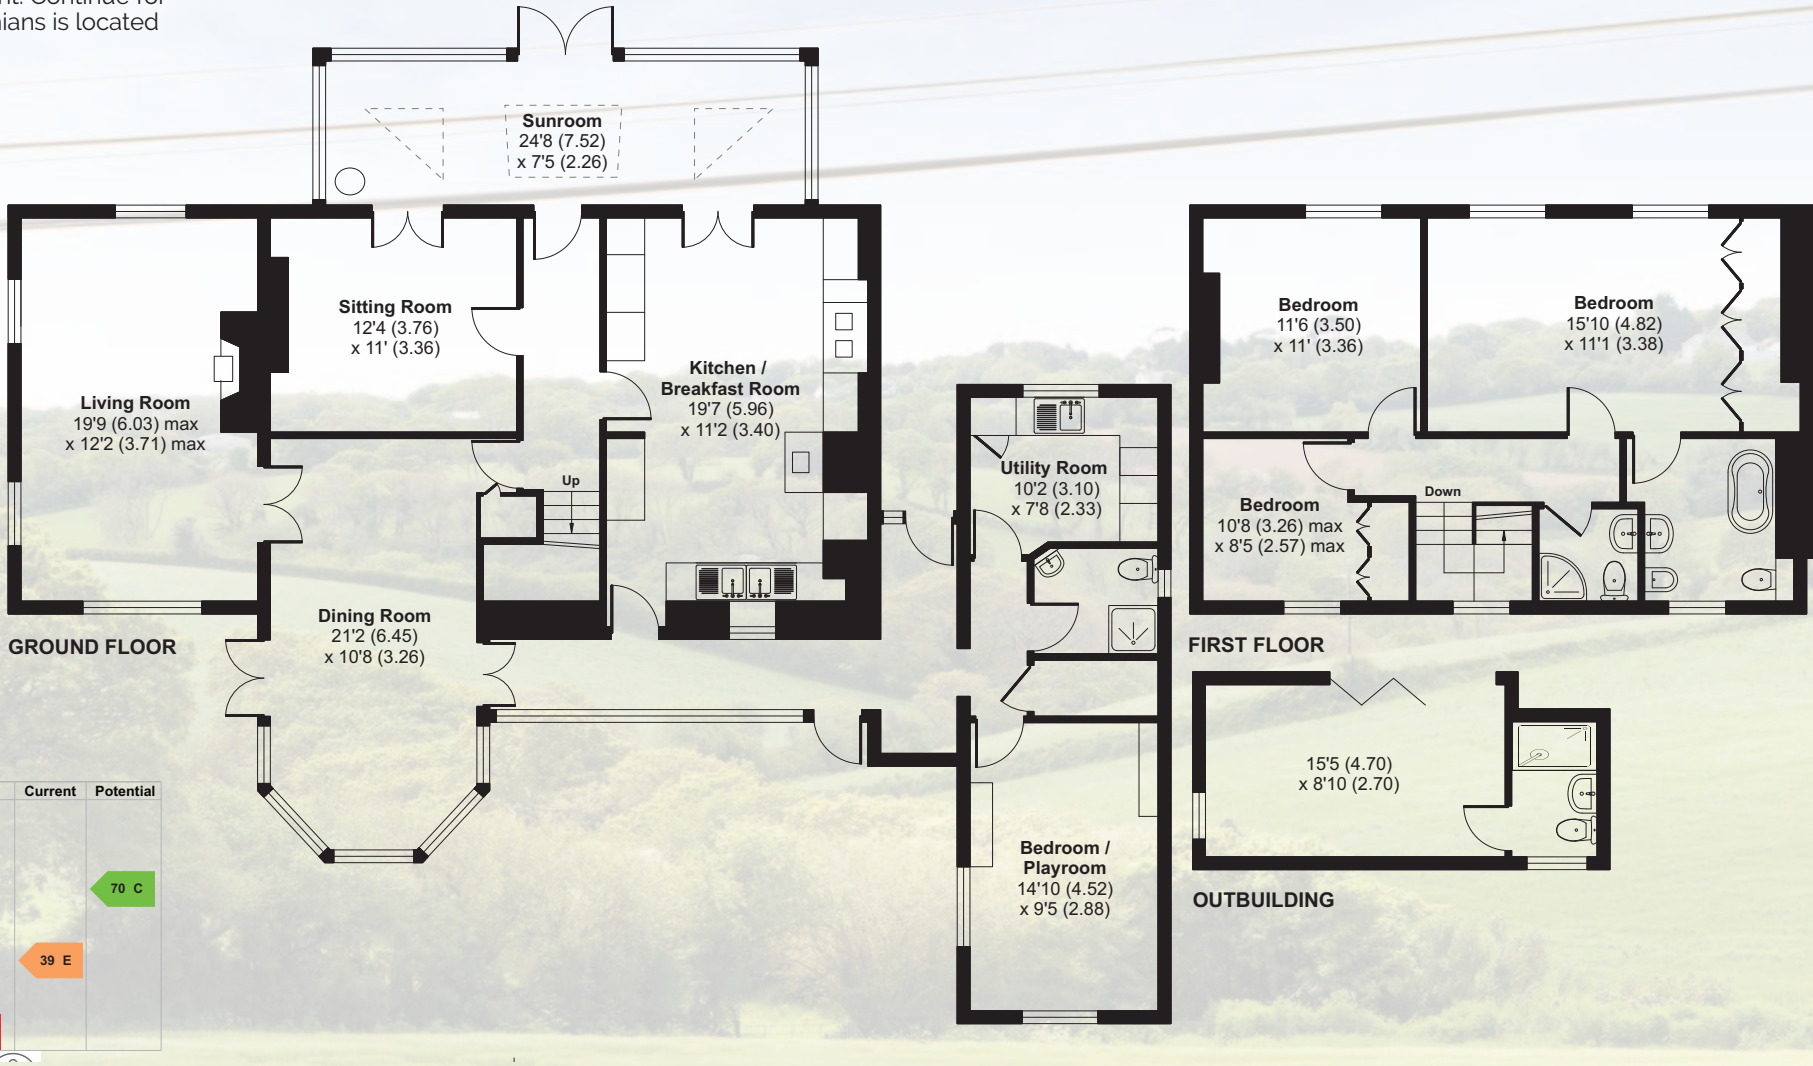 nt. Continue for
nians is located
Sunroom
24'8 (7.52)
x 7'5 (2.26)
Sitting Room
12'4 (3.76)
x 11' (3.36)
Living Room
19'9 (6.03) max
x 12'2 (3.71) max
Kitchen /
Breakfast Room
19'7 (5.96)
x 11'2 (3.40)
Up
Utility Room
10'2 (3.10)
x 7'8 (2.33)
Dining Room
21'2 (6.45)
x 10'8 (3.26)
GROUND FLOOR
Bedroom /
Playroom
14'10 (4.52)
x 9'5 (2.88)
Bedroom
11'6 (3.50)
x 11' (3.36)
Bedroom
15'10 (4.82)
x 11'1 (3.38)
Bedroom
10'8 (3.26) max
x 8'5 (2.57) max
Down
FIRST FLOOR
15'5 (4.70)
x 8'10 (2.70)
OUTBUILDING
Current Potential
70 C
39 E